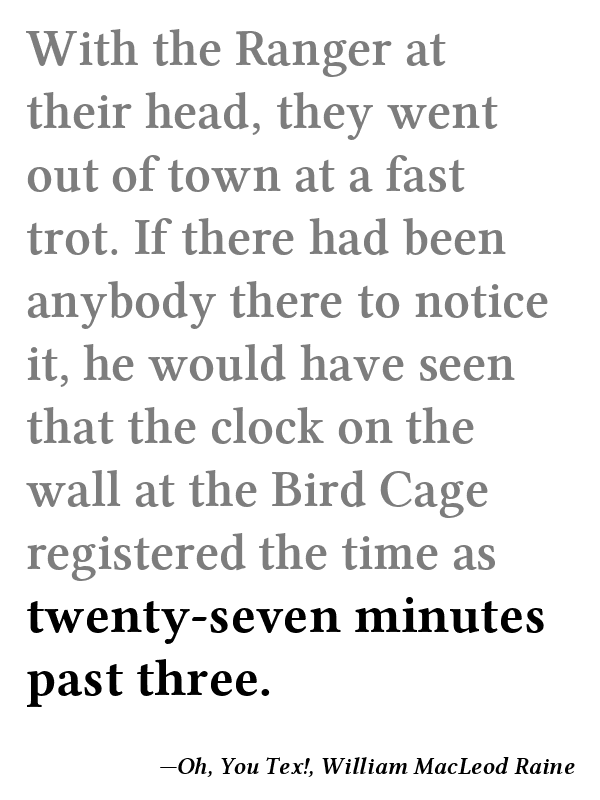 With the Ranger at
their head, they went
out of town at a fast
trot. If there had been
anybody there to notice
it, he would have seen
that the clock on the
wall at the Bird Cage
registered the time as
twenty-seven minutes
past three.
—Oh, You Tex!, William MacLeod Raine